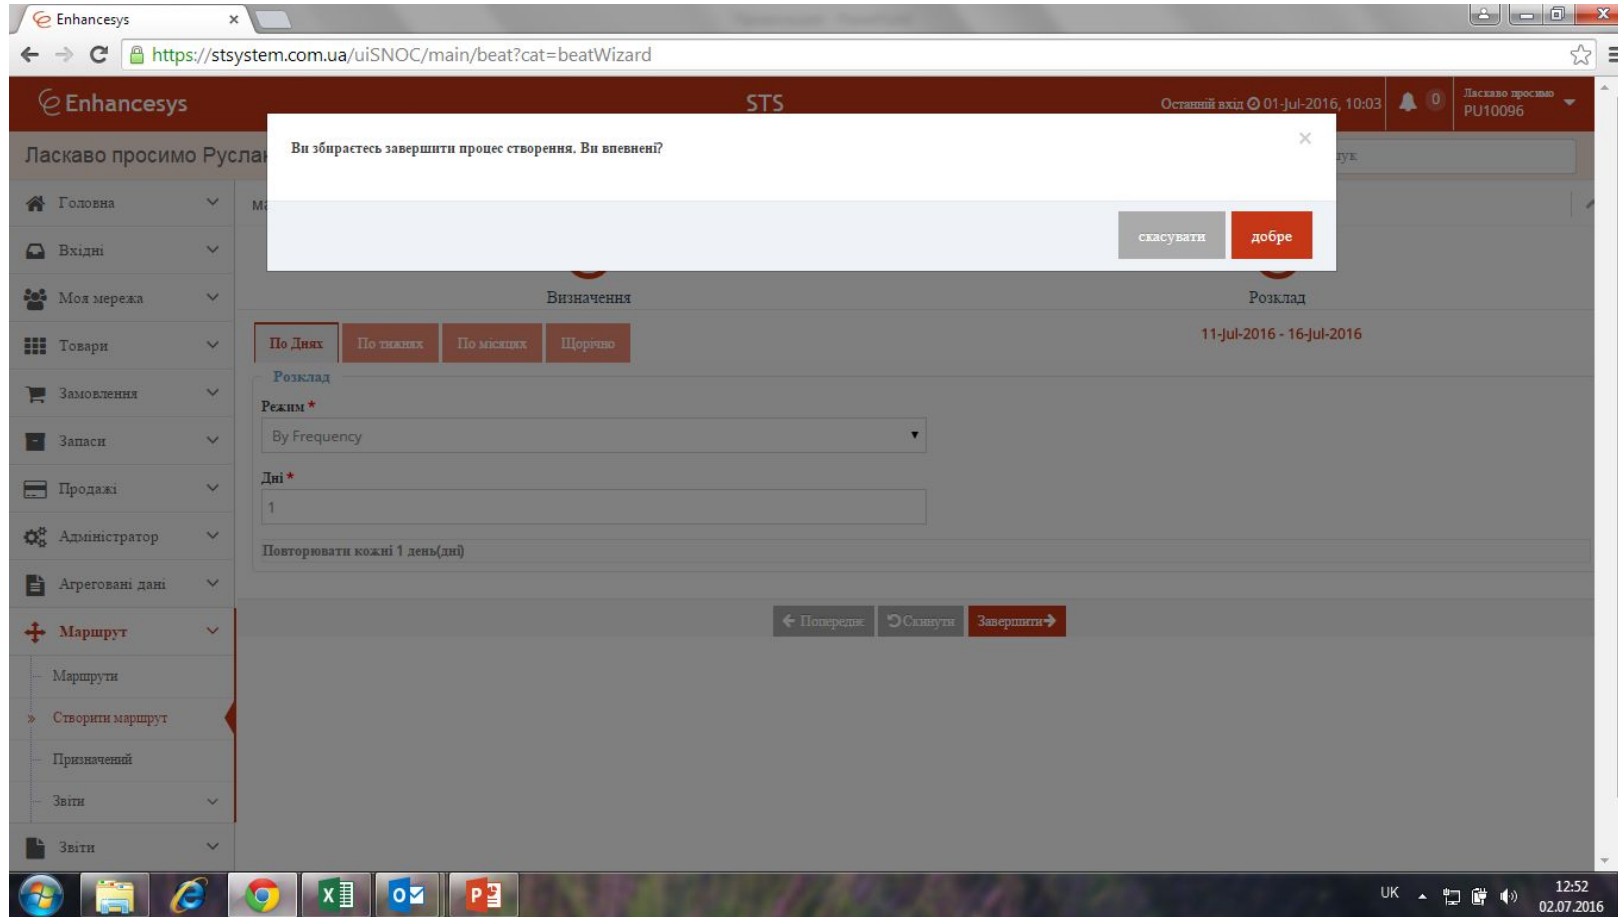 Enhancesys
https://stsystem.com.ua/uiSNOC/main/beat?cat=beatWizard
Enhancesys
STS
Останній вхід 01-Jul-2016, 10:03
0
Ласкаво просимо
PU10096
Ласкаво просимо
Ви збираєтесь завершити процес створення. Ви впевнені?
×
скасувати
добре
Головна
Вхідні
Моя мережа
Товари
Замовлення
Запаси
Продажі
Адміністратор
Агреговані дані
Маршрут
Маршрути
Створити маршрут
Призначений
Звіти
Звіти
Визначення
Розклад
По Днях
По тижнях
По місяцях
Щорічно
11-Jul-2016 - 16-Jul-2016
Розклад
Режим *
By Frequency
Дні *
1
Повторювати кожні 1 день(дні)
Попереднє
Скинути
Завершити
UK
12:52
02.07.2016